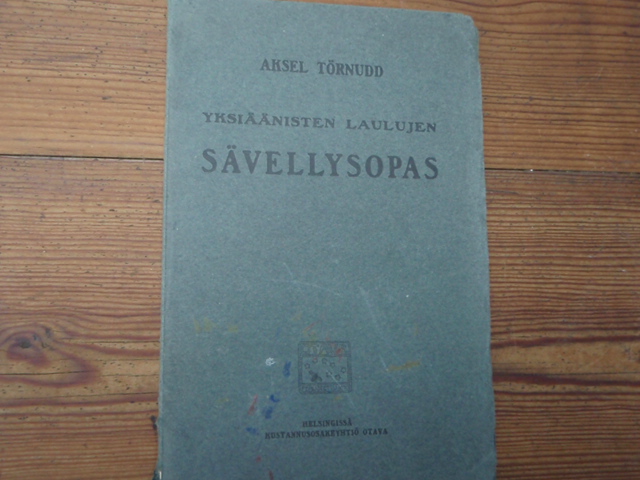 AKSEL TÖRNUDD
YKSIÄÄNISTEN LAULUJEN
SÄVELLYSOPAS
HELSINGISSÄ
KUSTANNUSOSAKEYHTIÖ OTAVA